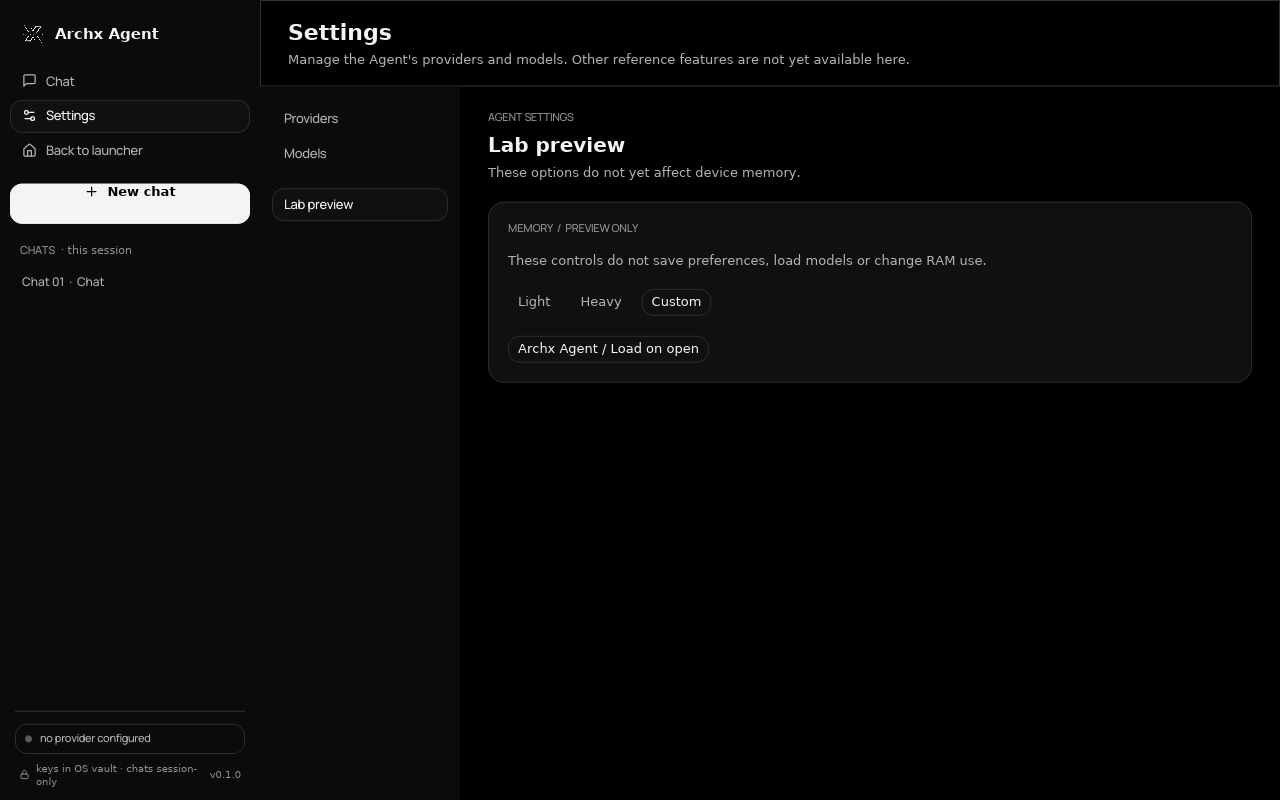 Archx Agent
Chat
Settings
Back to launcher
+ New chat
CHATS · this session
Chat 01 · Chat
no provider configured
keys in OS vault · chats session-
only
v0.1.0
Settings
Manage the Agent's providers and models. Other reference features are not yet available here.
Providers
Models
Lab preview
AGENT SETTINGS
Lab preview
These options do not yet affect device memory.
MEMORY / PREVIEW ONLY
These controls do not save preferences, load models or change RAM use.
Light Heavy Custom
Archx Agent / Load on open